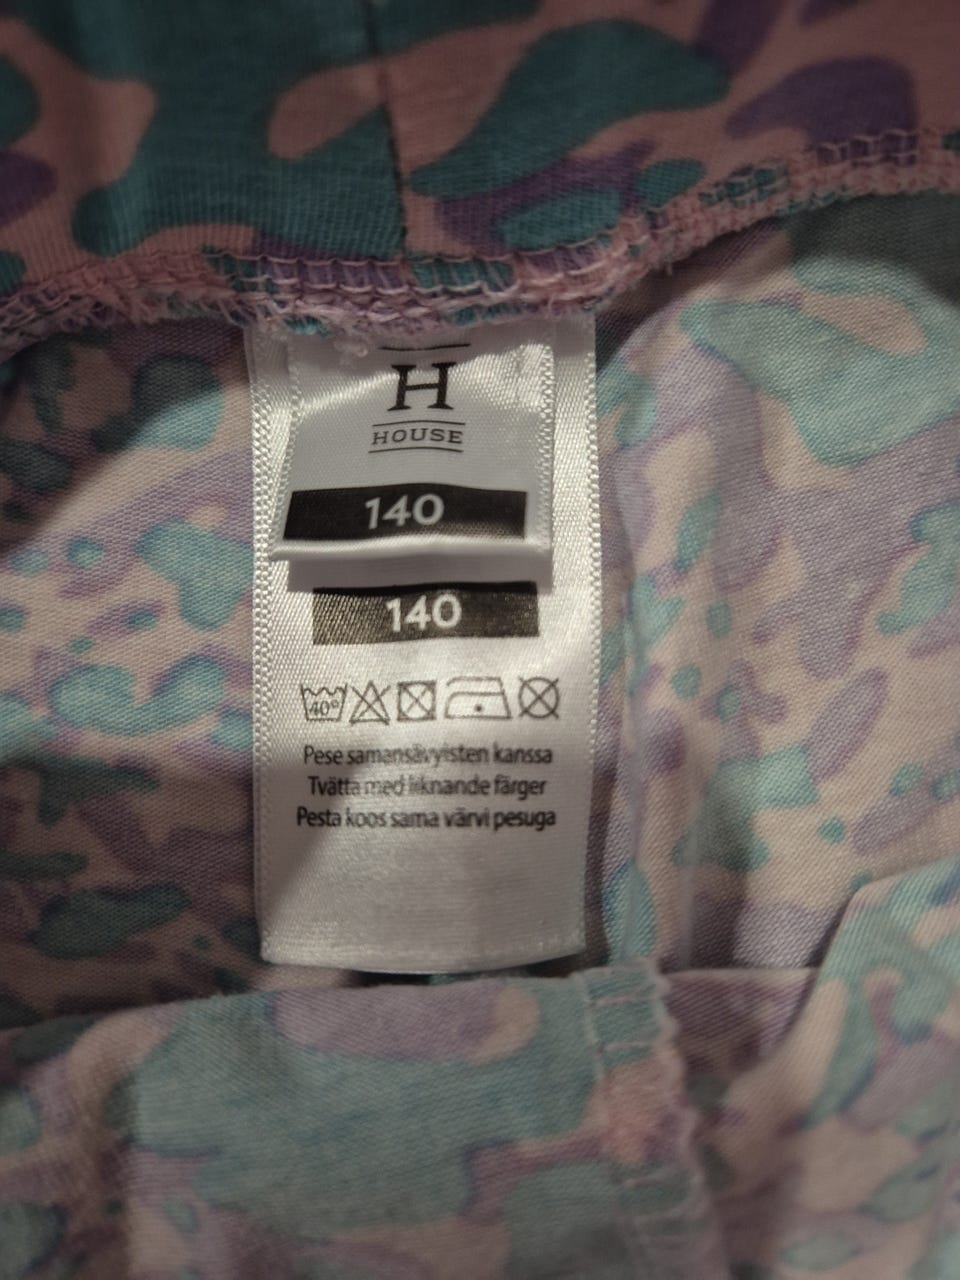 H
HOUSE
140
140
40°
Pese samansävyisten kanssa
Tvätta med liknande färger
Pesta koos sama värvi pesuga